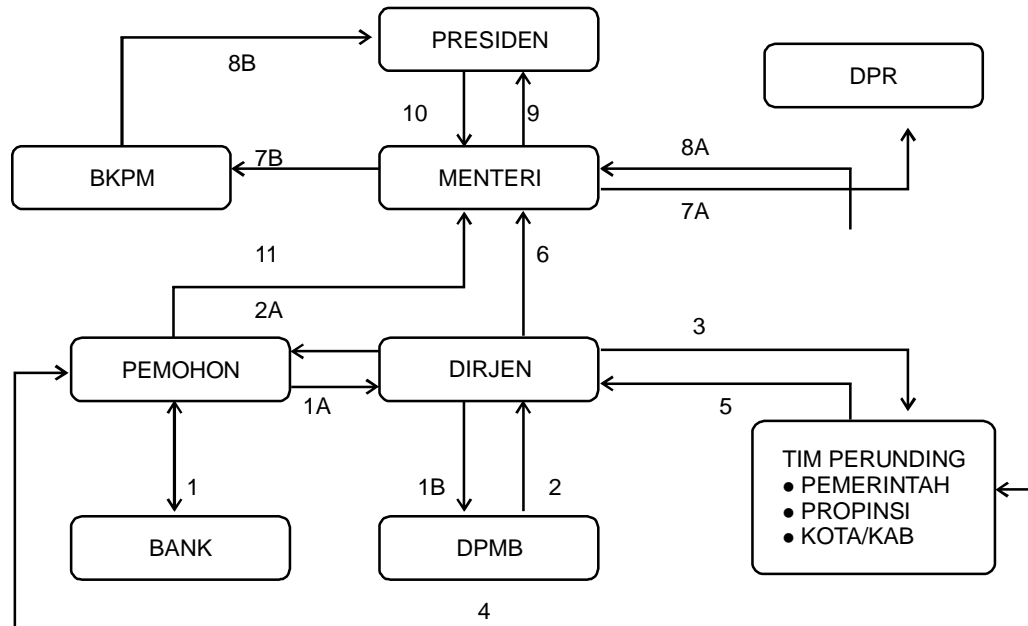 PRESIDEN
8B
DPR
10
9
7B
8A
BKPM
MENTERI
7A
11
6
2A
3
PEMOHON
DIRJEN
1A
5
TIM PERUNDING
● PEMERINTAH
● PROPINSI
● KOTA/KAB
1
1B
2
BANK
DPMB
4